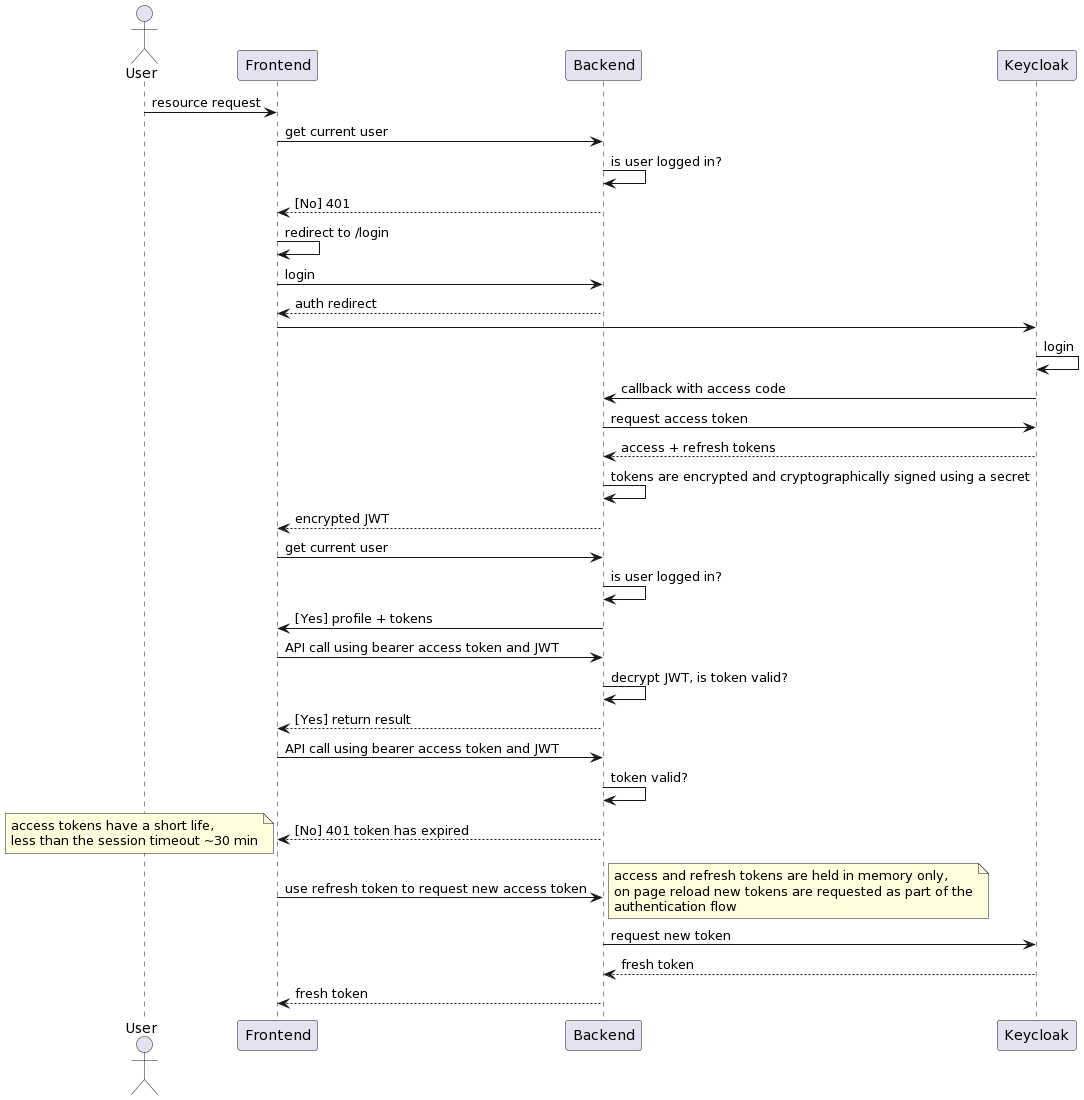 User
Frontend
Backend
Keycloak
resource request
get current user
is user logged in?
[No] 401
redirect to /login
login
auth redirect
login
callback with access code
request access token
access + refresh tokens
tokens are encrypted and cryptographically signed using a secret
encrypted JWT
get current user
is user logged in?
[Yes] profile + tokens
API call using bearer access token and JWT
decrypt JWT, is token valid?
[Yes] return result
API call using bearer access token and JWT
token valid?
access tokens have a short life,
less than the session timeout ~30 min
[No] 401 token has expired
use refresh token to request new access token
access and refresh tokens are held in memory only,
on page reload new tokens are requested as part of the
authentication flow
request new token
fresh token
fresh token
User
Frontend
Backend
Keycloak